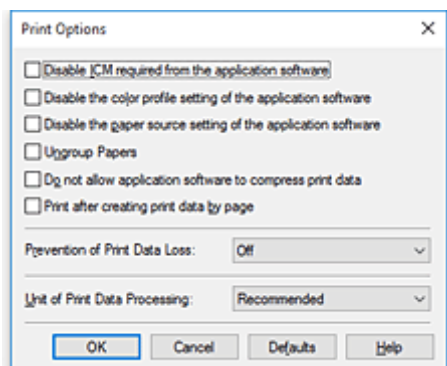 Print Options
Disable ICM required from the application software
Disable the color profile setting of the application software
Disable the paper source setting of the application software
Ungroup Papers
Do not allow application software to compress print data
Print after creating print data by page
Prevention of Print Data Loss: Off
Unit of Print Data Processing: Recommended
OK Cancel Defaults Help